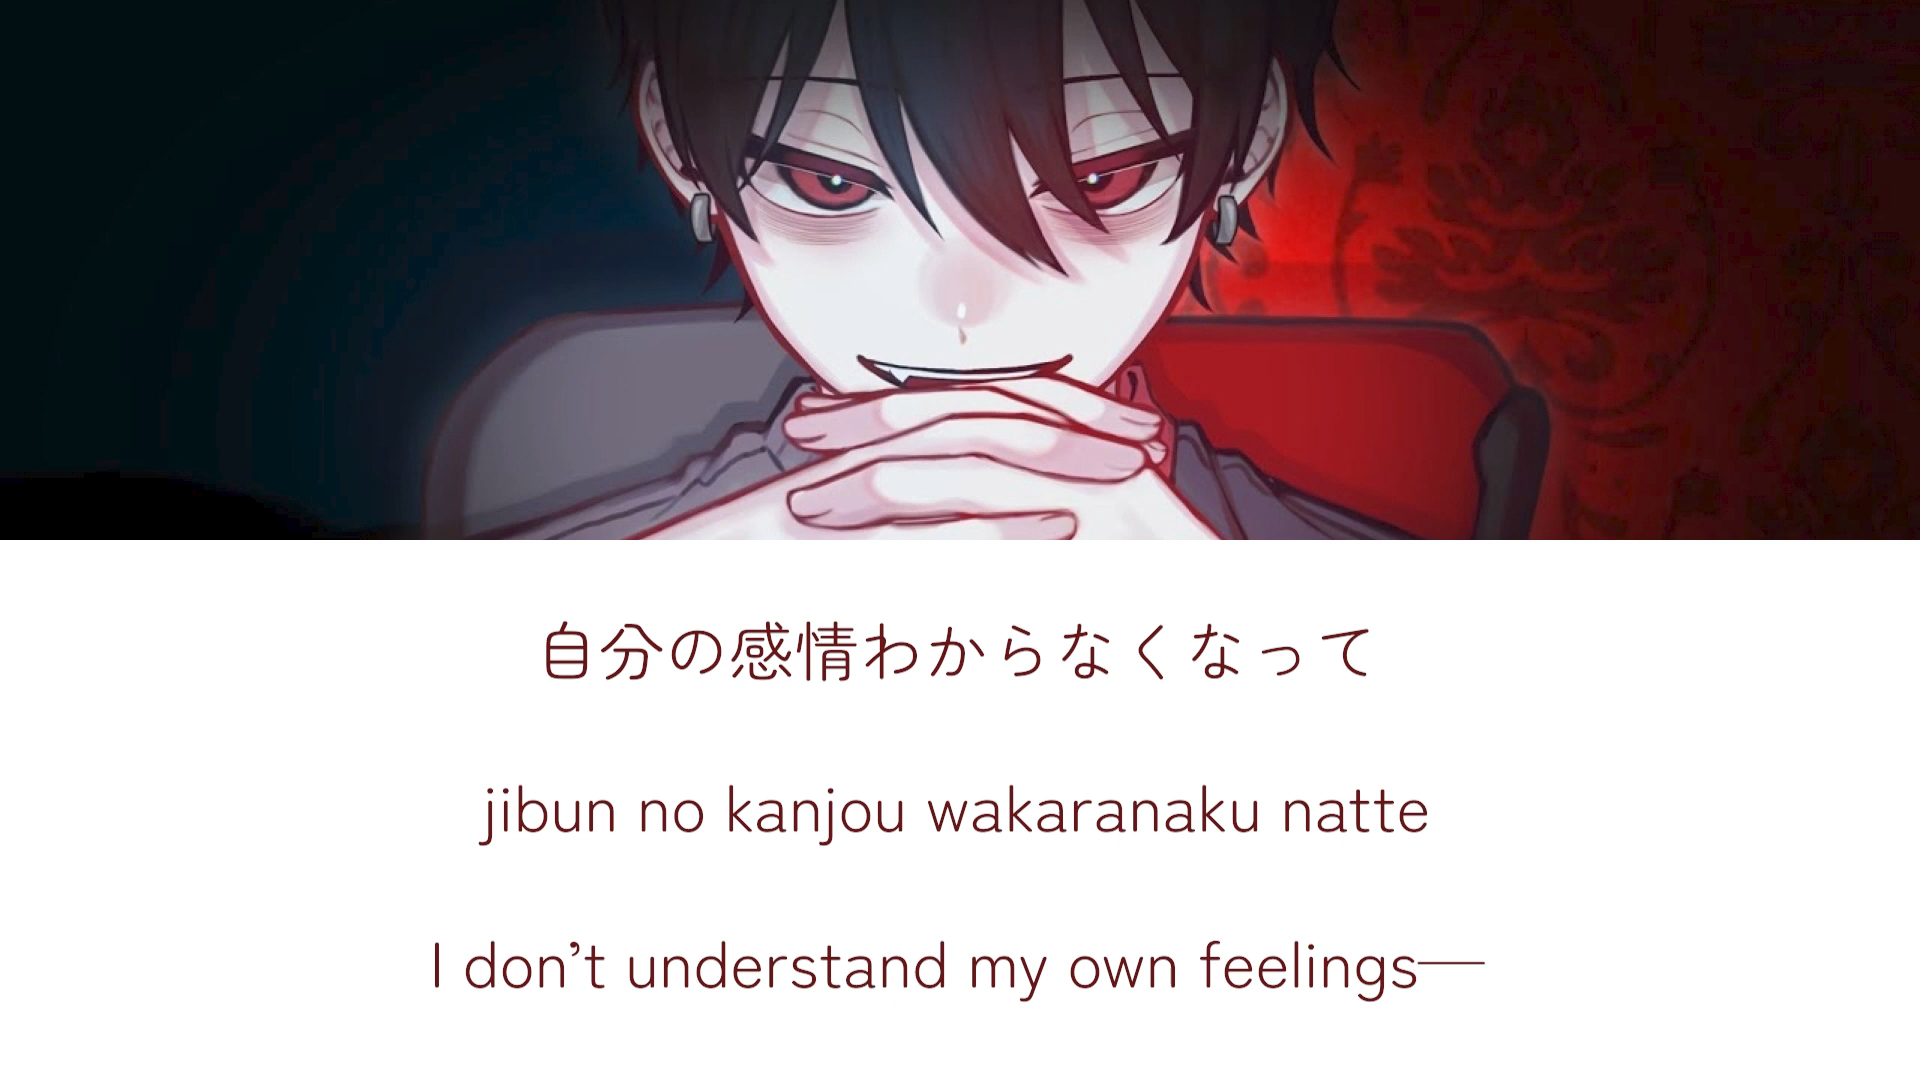 自分の感情わからなくなって
jibun no kanjou wakaranaku natte
I don’t understand my own feelings—